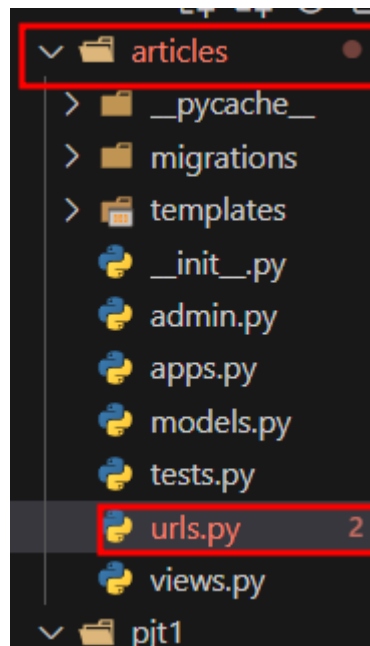 articles
__pycache__
migrations
templates
__init__.py
admin.py
apps.py
models.py
tests.py
urls.py 2
views.py
pjt1